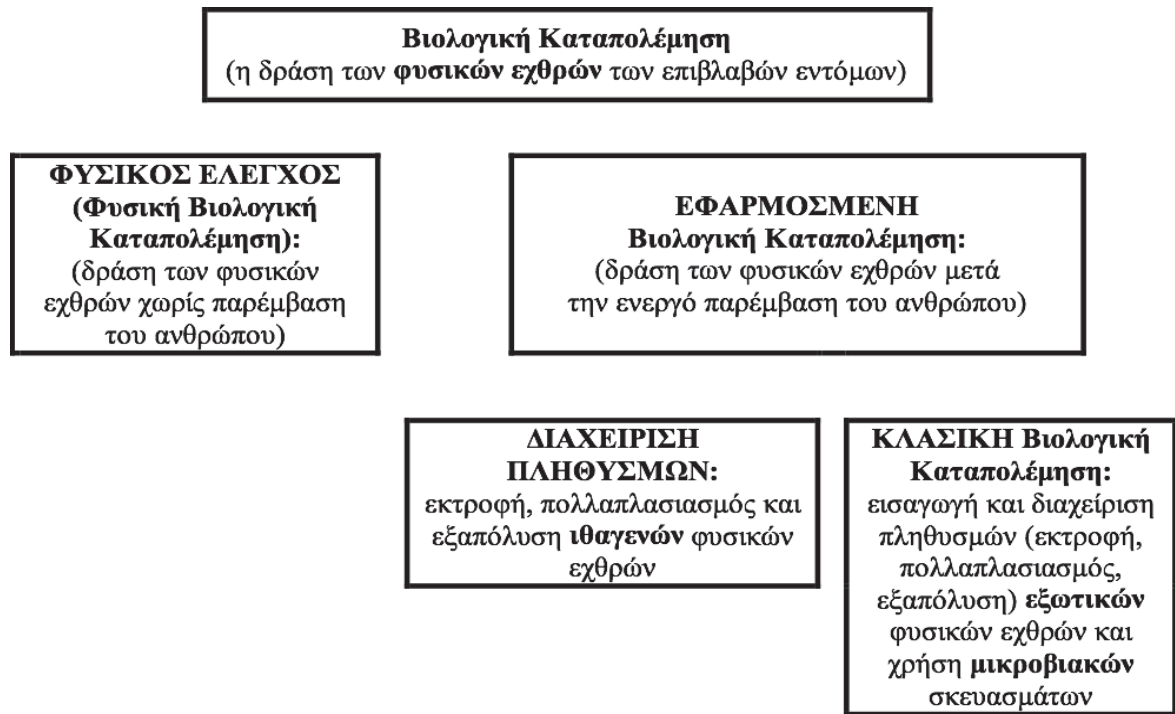 Βιολογική Καταπολέμηση
(η δράση των φυσικών εχθρών των επιβλαβών εντόμων)
ΦΥΣΙΚΟΣ ΕΛΕΓΧΟΣ
(Φυσική Βιολογική
Καταπολέμηση):
(δράση των φυσικών
εχθρών χωρίς παρέμβαση
του ανθρώπου)
ΕΦΑΡΜΟΣΜΕΝΗ
Βιολογική Καταπολέμηση:
(δράση των φυσικών εχθρών μετά
την ενεργό παρέμβαση του ανθρώπου)
ΔΙΑΧΕΙΡΙΣΗ
ΠΛΗΘΥΣΜΩΝ:
εκτροφή, πολλαπλασιασμός και
εξαπόλυση ιθαγενών φυσικών
εχθρών
ΚΛΑΣΙΚΗ Βιολογική
Καταπολέμηση:
εισαγωγή και διαχείριση
πληθυσμών (εκτροφή,
πολλαπλασιασμός,
εξαπόλυση) εξωτικών
φυσικών εχθρών και
χρήση μικροβιακών
σκευασμάτων